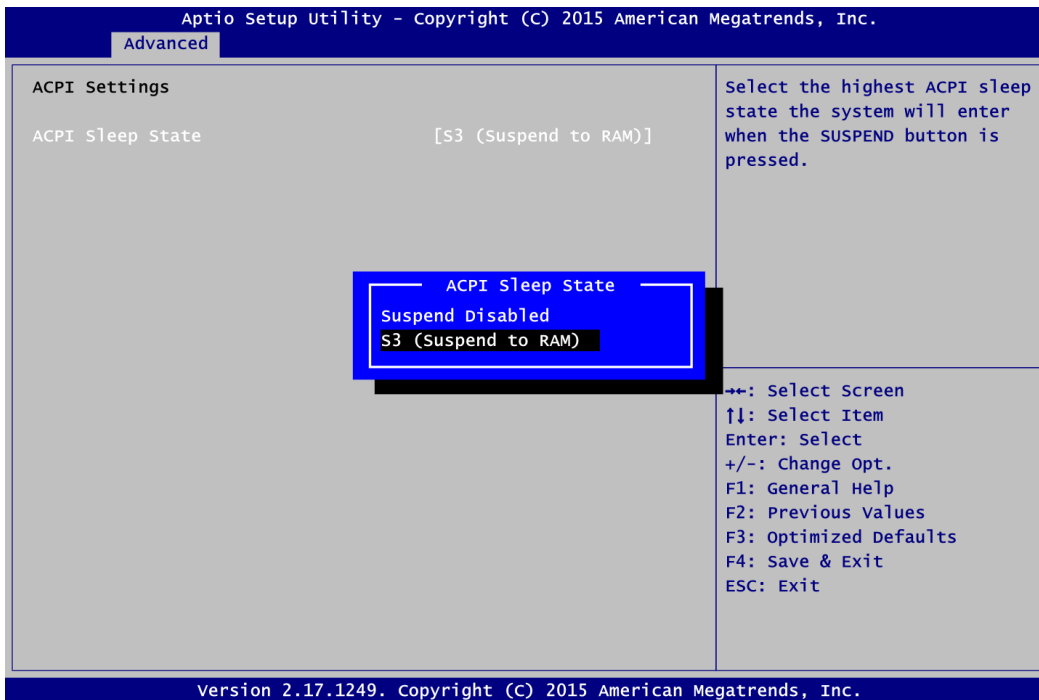 Aptio Setup Utility - Copyright (C) 2015 American Megatrends, Inc.
Advanced
ACPI Settings
ACPI Sleep State [S3 (Suspend to RAM)]
Select the highest ACPI sleep
state the system will enter
when the SUSPEND button is
pressed.
ACPI Sleep State
Suspend Disabled
S3 (Suspend to RAM)
→←: Select Screen
↑↓: Select Item
Enter: Select
+/-: Change Opt.
F1: General Help
F2: Previous Values
F3: Optimized Defaults
F4: Save & Exit
ESC: Exit
Version 2.17.1249. Copyright (C) 2015 American Megatrends, Inc.